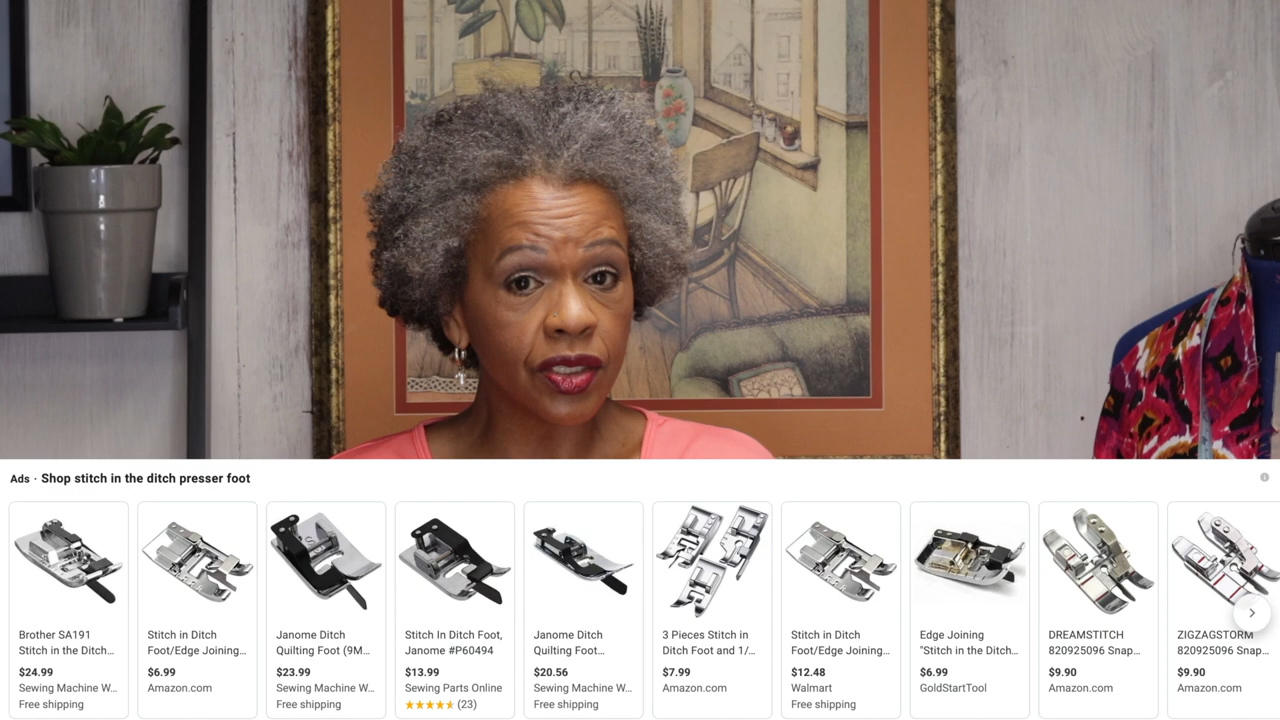 Ads · Shop stitch in the ditch presser foot
Brother SA191
Stitch in the Ditch...
$24.99
Sewing Machine W...
Free shipping
Stitch in Ditch
Foot/Edge Joining...
$6.99
Amazon.com
Janome Ditch
Quilting Foot (9M...
$23.99
Sewing Machine W...
Free shipping
Stitch In Ditch Foot,
Janome #P60494
$13.99
Sewing Parts Online
(23)
Janome Ditch
Quilting Foot...
$20.56
Sewing Machine W...
Free shipping
3 Pieces Stitch in
Ditch Foot and 1/...
$7.99
Amazon.com
Stitch in Ditch
Foot/Edge Joining...
$12.48
Walmart
Free shipping
Edge Joining
"Stitch in the Ditch...
$6.99
GoldStartTool
DREAMSTITCH
820925096 Snap...
$9.90
Amazon.com
ZIGZAGSTORM
820925096 Snap...
$9.90
Amazon.com